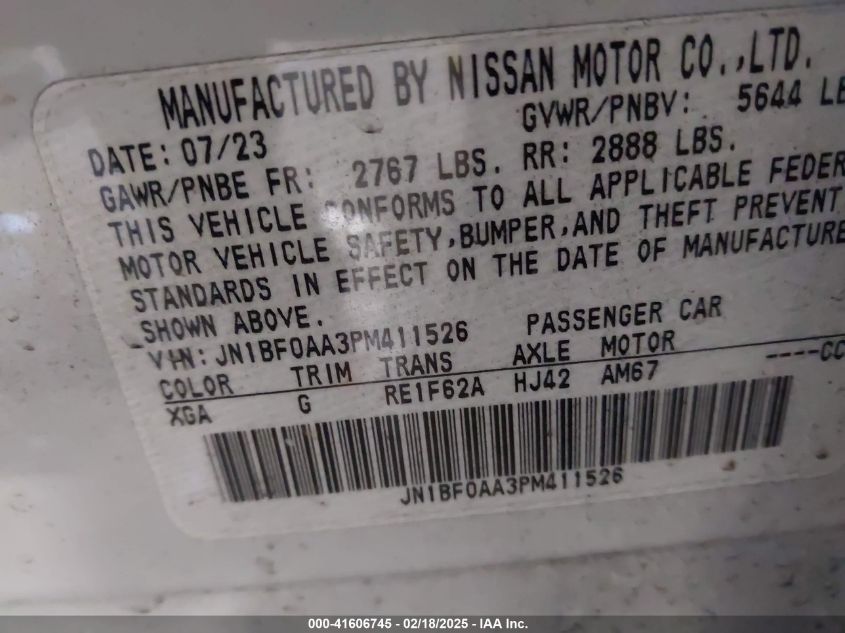 MANUFACTURED BY NISSAN MOTOR CO.,LTD.
DATE: 07/23 GVWR/PNBV: 5644 LB
GAWR/PNBE FR: 2767 LBS. RR: 2888 LBS.
THIS VEHICLE CONFORMS TO ALL APPLICABLE FEDER
MOTOR VEHICLE SAFETY,BUMPER,AND THEFT PREVENT
STANDARDS IN EFFECT ON THE DATE OF MANUFACTURE
SHOWN ABOVE.
VIN: JN1BF0AA3PM411526 PASSENGER CAR
COLOR TRIM TRANS AXLE MOTOR
XGA G RE1F62A HJ42 AM67 ----CC
JN1BF0AA3PM411526
000-41606745 - 02/18/2025 - IAA Inc.